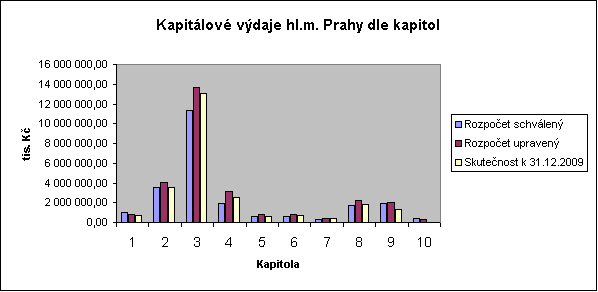 Kapitálové výdaje hl.m. Prahy dle kapitol
tis. Kč
16 000 000,00
14 000 000,00
12 000 000,00
10 000 000,00
8 000 000,00
6 000 000,00
4 000 000,00
2 000 000,00
0,00
1 2 3 4 5 6 7 8 9 10
Kapitola
Rozpočet schválený
Rozpočet upravený
Skutečnost k 31.12.2009